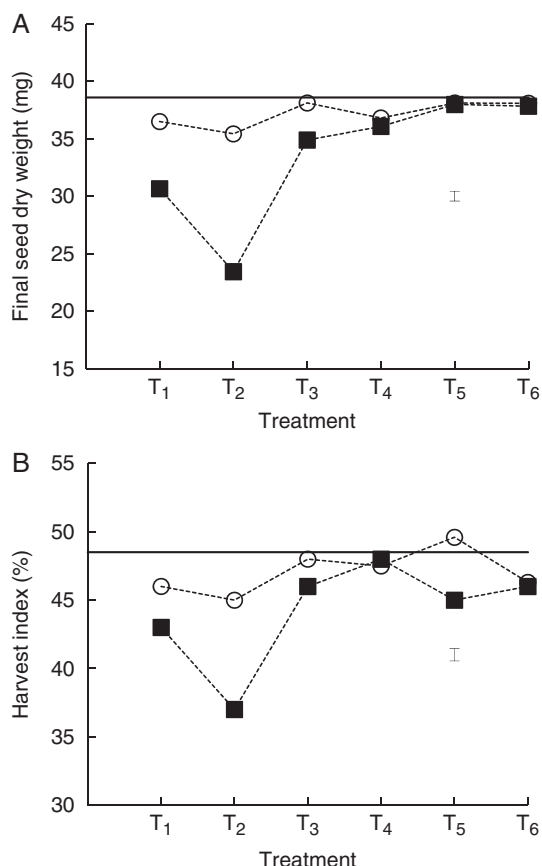 A
Final seed dry weight (mg)
45
40
35
30
25
22
15
T1
T2
T3
T4
T5
T6
Treatment
B
Harvest index (%)
55
50
45
40
35
30
T1
T2
T3
T4
T5
T6
Treatment